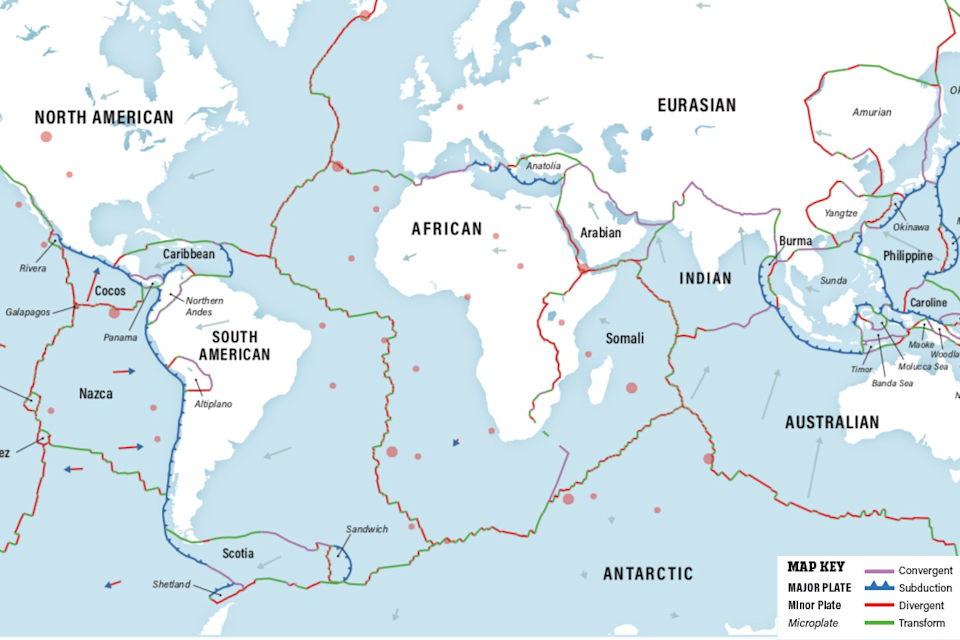 NORTH AMERICAN
EURASIAN
Amurian
Anatolia
AFRICAN
Arabian
Yangtze
Okinawa
Burma
Philippine
Caribbean
Rivera
Cocos
Northern
Andes
Galapagos
Panama
INDIAN
Sunda
Caroline
SOUTH
AMERICAN
Somali
Maoke
Timor
Molucca Sea
Banda Sea
Nazca
Altiplano
AUSTRALIAN
Sandwich
Scotia
Shetland
ANTARCTIC
MAP KEY
MAJOR PLATE
Minor Plate
Microplate
Convergent
Subduction
Divergent
Transform